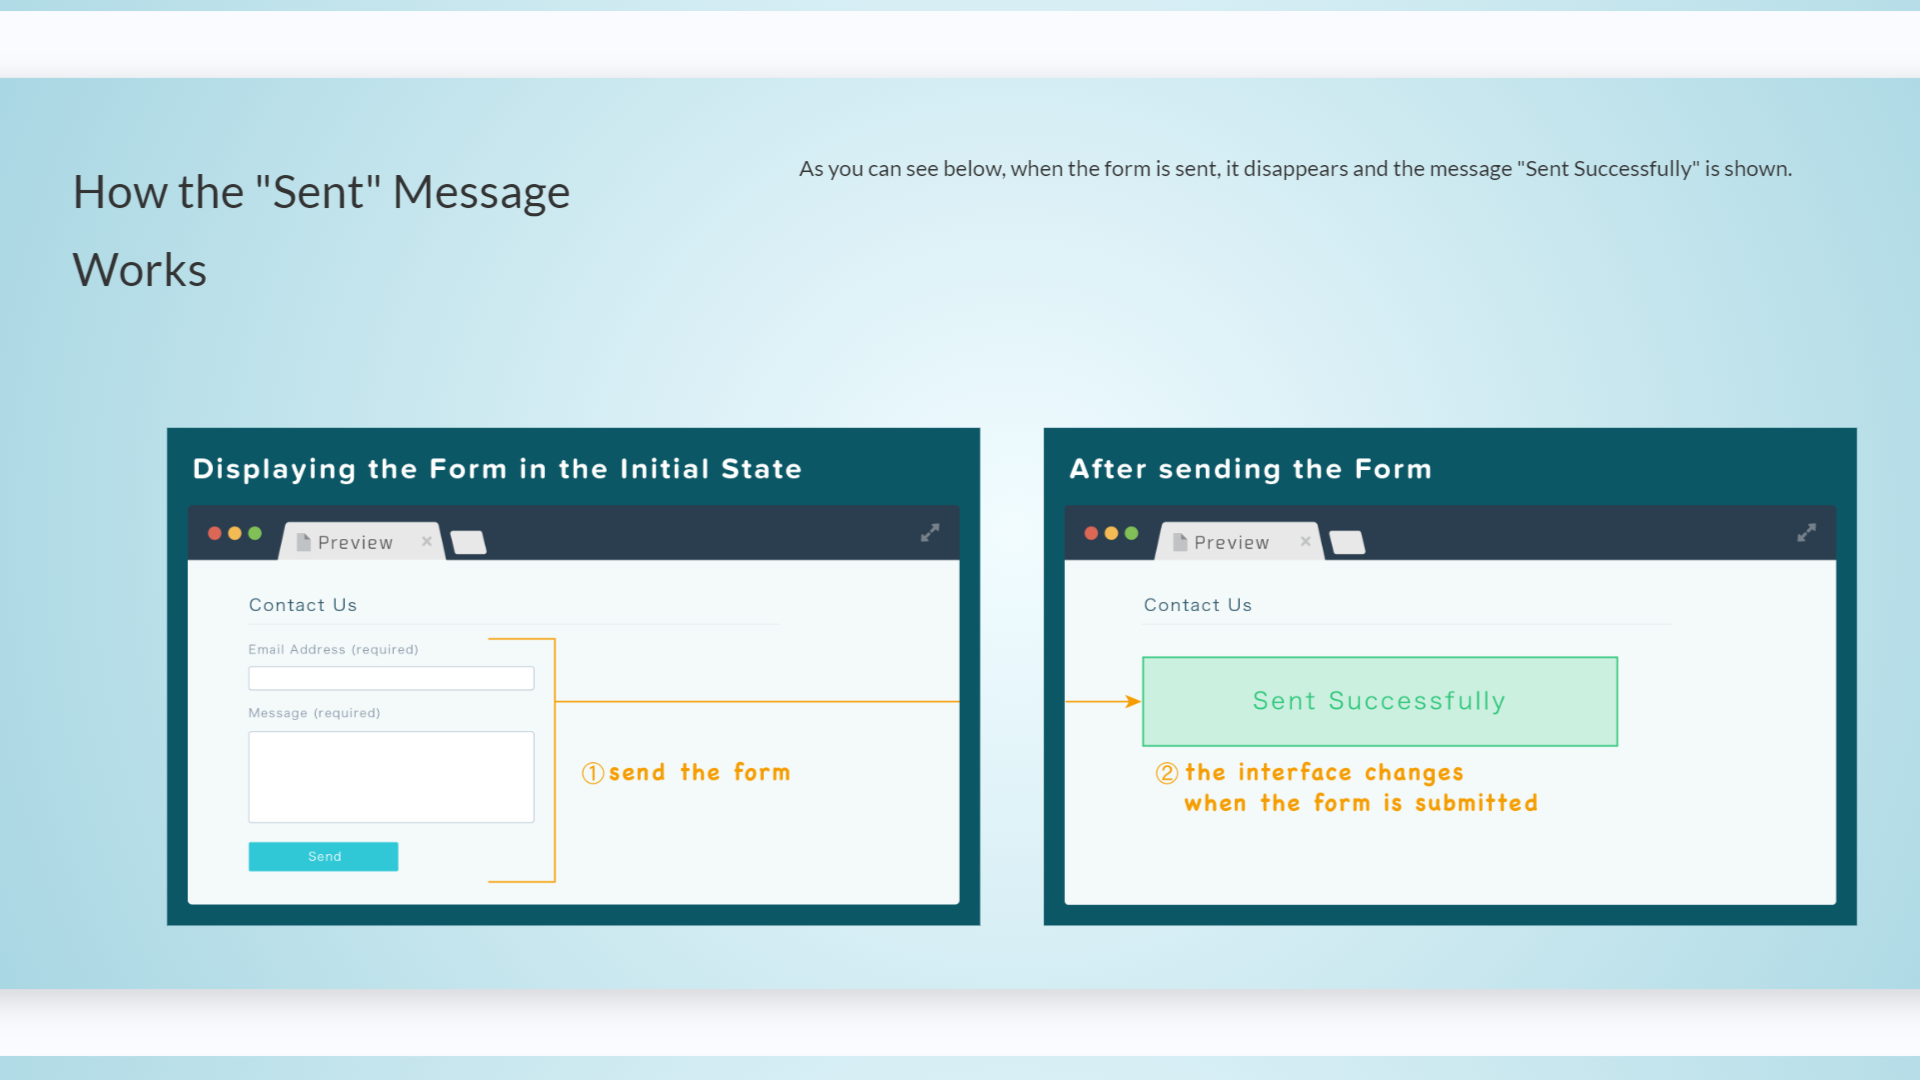 How the "Sent" Message
Works
As you can see below, when the form is sent, it disappears and the message "Sent Successfully" is shown.
Displaying the Form in the Initial State
Preview
Contact Us
Email Address (required)
Message (required)
①send the form
Send
After sending the Form
Preview
Contact Us
Sent Successfully
②the interface changes
when the form is submitted